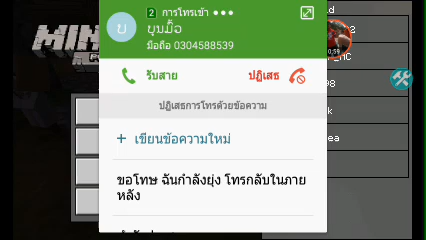 2 การโทรเข้า
บ ບຸນມົ້ວ
มือถือ 0304588539
รับสาย ปฏิเสธ
ปฏิเสธการโทรด้วยข้อความ
+ เขียนข้อความใหม่
ขอโทษ ฉันกำลังยุ่ง โทรกลับในภาย
หลัง